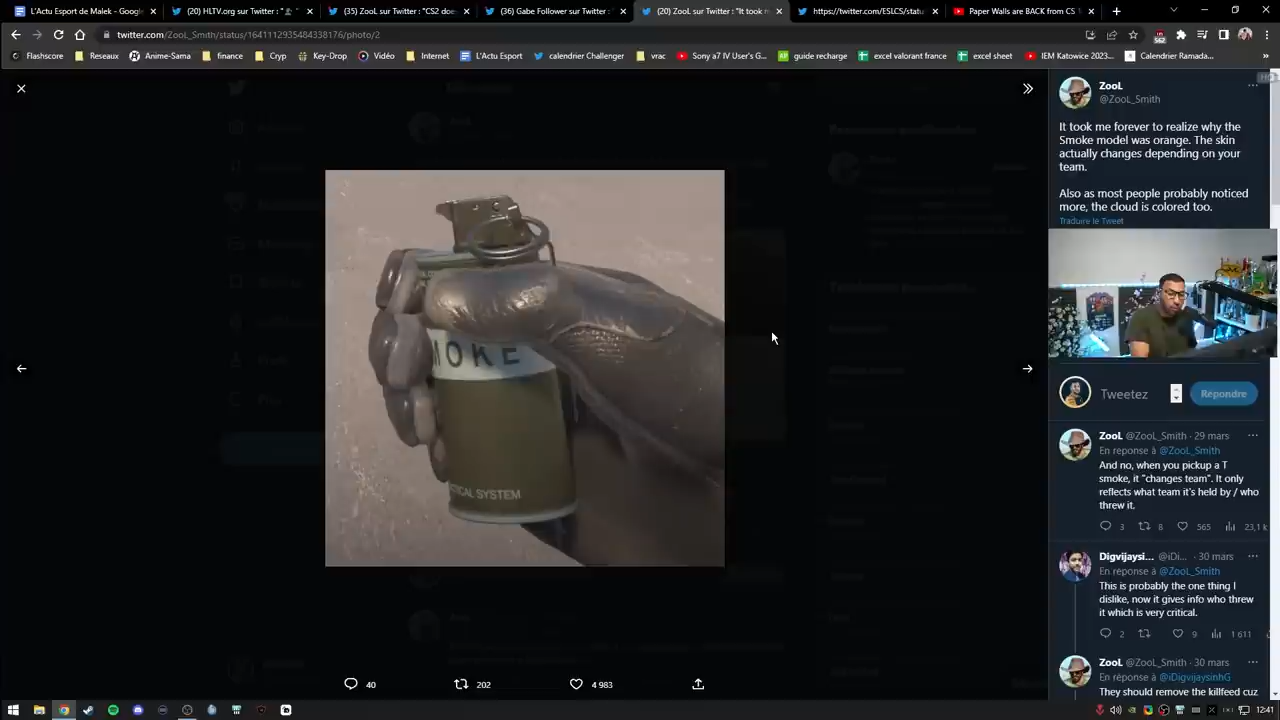 L'Actu Esport de Malek - Google
(20) HLTV.org sur Twitter : "
(35) ZooL sur Twitter : "CS2 doe
(36) Gabe Follower sur Twitter :
(20) ZooL sur Twitter : "It took m
https://twitter.com/ESLCS/statu
Paper Walls are BACK from CS
twitter.com/ZooL_Smith/status/1641112935484338176/photo/2
Flashscore
Reseaux
Anime-Sama
finance
Cryp
Key-Drop
Vidéo
Internet
L'Actu Esport
calendrier Challenger
vrac
Sony a7 IV User's G...
guide recharge
excel valorant france
excel sheet
IEM Katowice 2023...
Calendrier Ramada...
ZooL
@ZooL_Smith
It took me forever to realize why the
Smoke model was orange. The skin
actually changes depending on your
team.
Also as most people probably noticed
more, the cloud is colored too.
Traduire le Tweet
MOKE
TICAL SYSTEM
Tweetez
Répondre
ZooL @ZooL_Smith · 29 mars
En réponse à @ZooL_Smith
And no, when you pickup a T
smoke, it "changes team". It only
reflects what team it's held by / who
threw it,
3 8 565 23,1 k
Digvijaysi... @iDi... · 30 mars
En réponse à @ZooL_Smith
This is probably the one thing I
dislike, now it gives info who threw
it which is very critical.
2 9 1 611
ZooL @ZooL_Smith · 30 mars
En réponse à @iDigvijaysinhG
They should remove the killfeed cuz
40 202 4 983
12:41